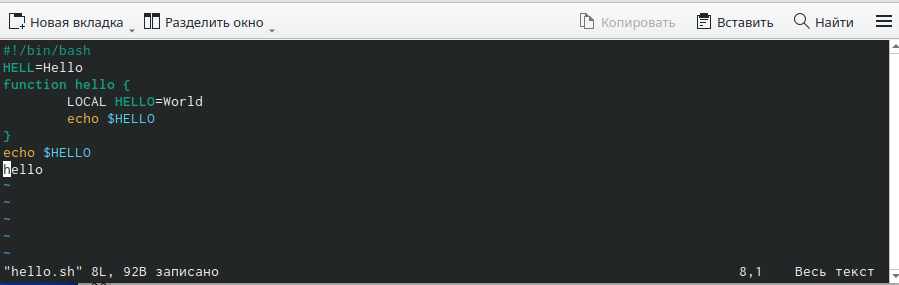 Новая вкладка Разделить окно Копировать Вставить Найти
#!/bin/bash
HELL=Hello
function hello {
        LOCAL HELLO=World
        echo $HELLO
}
echo $HELLO
hello
~
~
~
~
~
"hello.sh" 8L, 92B записано 8,1 Весь текст